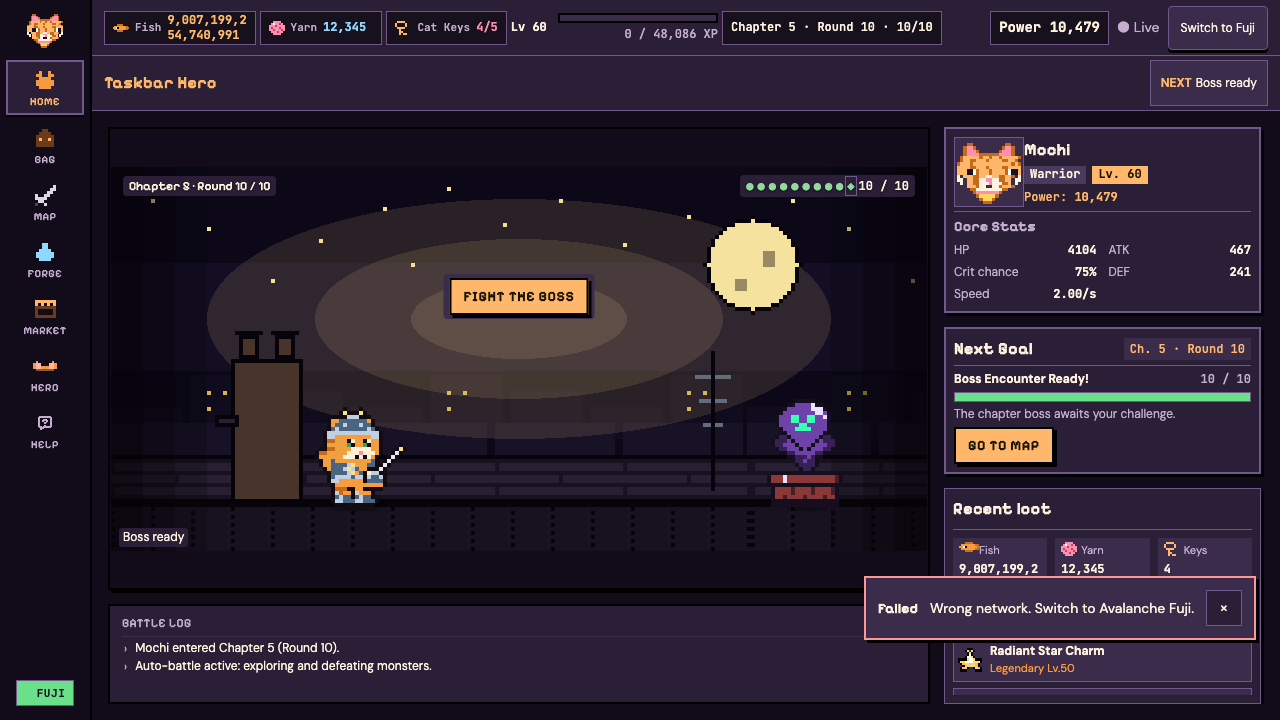 Fish 9,007,199,2
54,740,991
Yarn 12,345
Cat Keys 4/5
Lv 60
0 / 48,086 XP
Chapter 5 · Round 10 · 10/10
Power 10,479
Live
Switch to Fuji
HOME
BAG
MAP
FORGE
MARKET
HERO
HELP
FUJI
Taskbar Hero
NEXT Boss ready
Chapter 5 · Round 10 / 10
10 / 10
FIGHT THE BOSS
Boss ready
BATTLE LOG
› Mochi entered Chapter 5 (Round 10).
› Auto-battle active: exploring and defeating monsters.
Mochi
Warrior Lv. 60
Power: 10,479
Core Stats
HP 4104 ATK 467
Crit chance 75% DEF 241
Speed 2.00/s
Next Goal Ch. 5 · Round 10
Boss Encounter Ready! 10 / 10
The chapter boss awaits your challenge.
GO TO MAP
Recent loot
Fish Yarn Keys
9,007,199,2 12,345 4
Failed Wrong network. Switch to Avalanche Fuji. ×
Radiant Star Charm
Legendary Lv.50